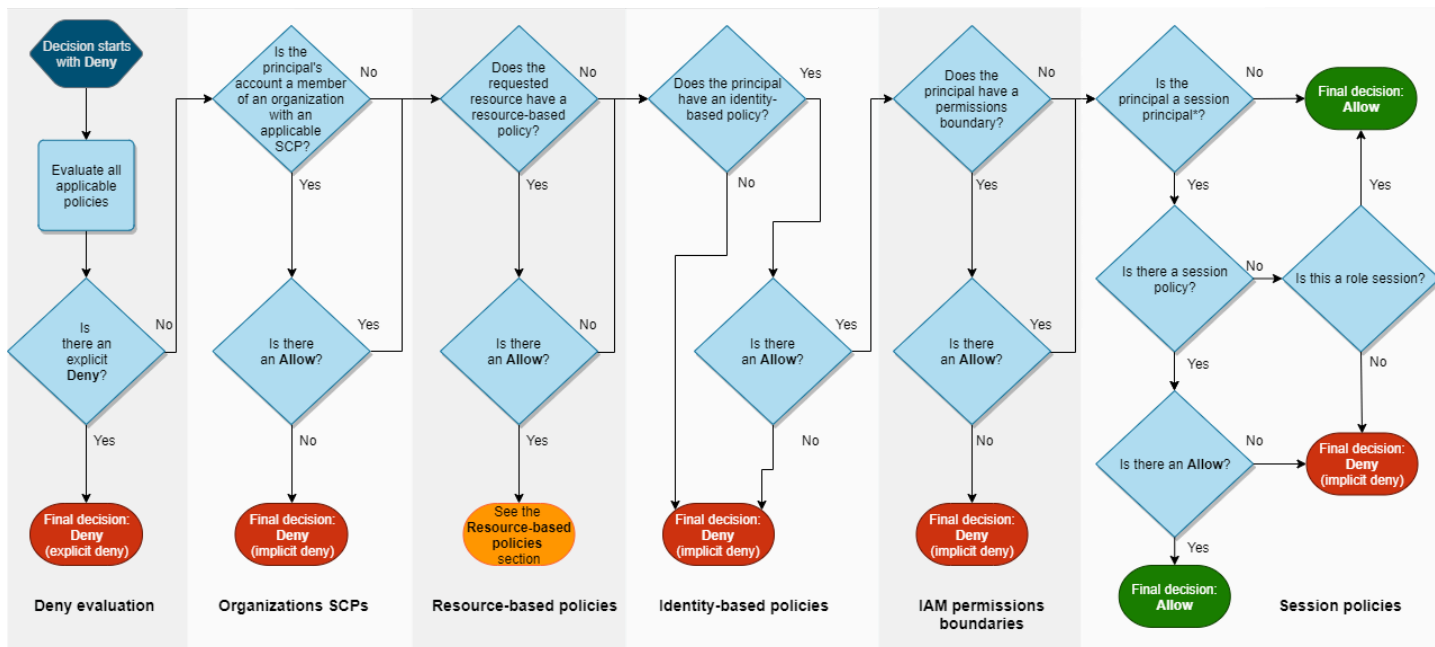 Decision starts
with Deny
Evaluate all
applicable
policies
Is
there an
explicit
Deny?
No
Yes
Final decision:
Deny
(explicit deny)
Deny evaluation
Is the
principal's
account a member
of an organization
with an
applicable
SCP?
No
Yes
Is there
an Allow?
Yes
No
Final decision:
Deny
(implicit deny)
Organizations SCPs
Does the
requested
resource have a
resource-based
policy?
No
Yes
Is there
an Allow?
No
Yes
See the
Resource-based
policies
section
Resource-based policies
Does the principal
have an identity-
based policy?
Yes
No
Is there
an Allow?
Yes
No
Final decision:
Deny
(implicit deny)
Identity-based policies
Does the
principal have a
permissions
boundary?
No
Yes
Is there
an Allow?
Yes
No
Final decision:
Deny
(implicit deny)
IAM permissions
boundaries
Is the
principal a session
principal*?
No
Final decision:
Allow
Yes
Yes
Is there a session
policy?
No
Is this a role session?
Yes
No
Is there an Allow?
No
Final decision:
Deny
(implicit deny)
Yes
Final decision:
Allow
Session policies